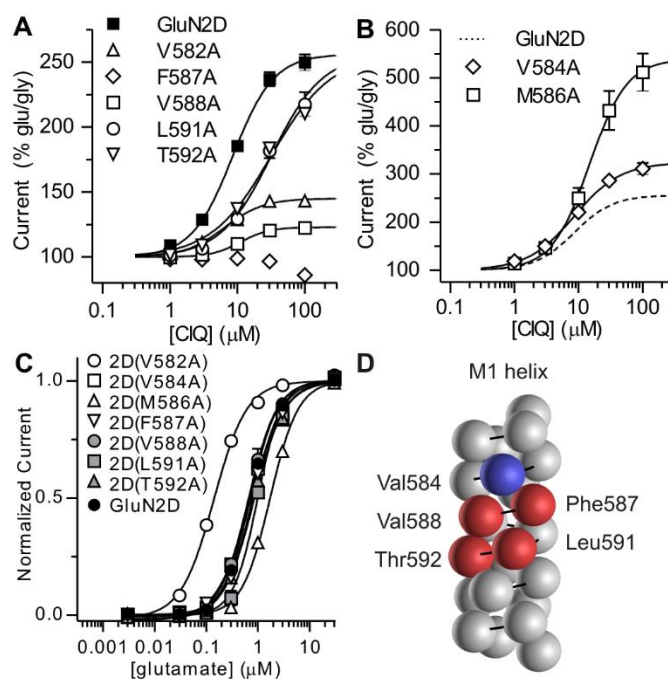 A
GluN2D
V582A
F587A
V588A
L591A
T592A
Current (% glu/gly)
250
200
150
100
0.1 1 10 100
[CIQ] (μM)
B
GluN2D
V584A
M586A
Current (% glu/gly)
600
500
400
300
200
100
0.1 1 10 100
[CIQ] (μM)
C
2D(V582A)
2D(V584A)
2D(M586A)
2D(F587A)
2D(V588A)
2D(L591A)
2D(T592A)
GluN2D
Normalized Current
1.0
0.5
0.0
0.001 0.01 0.1 1 10
[glutamate] (μM)
D
M1 helix
Val584
Val588
Thr592
Phe587
Leu591